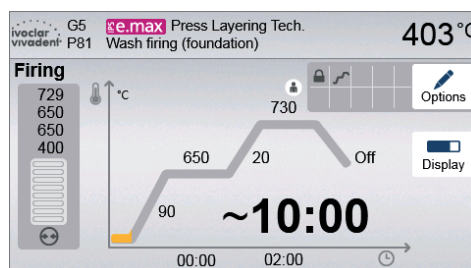 ivoclar
vivadent
G5
P81
IPS e.max Press Layering Tech.
Wash firing (foundation)
403°C
Firing
729
650
650
400
°C
730
Options
650
20
Off
Display
90
~10:00
00:00
02:00